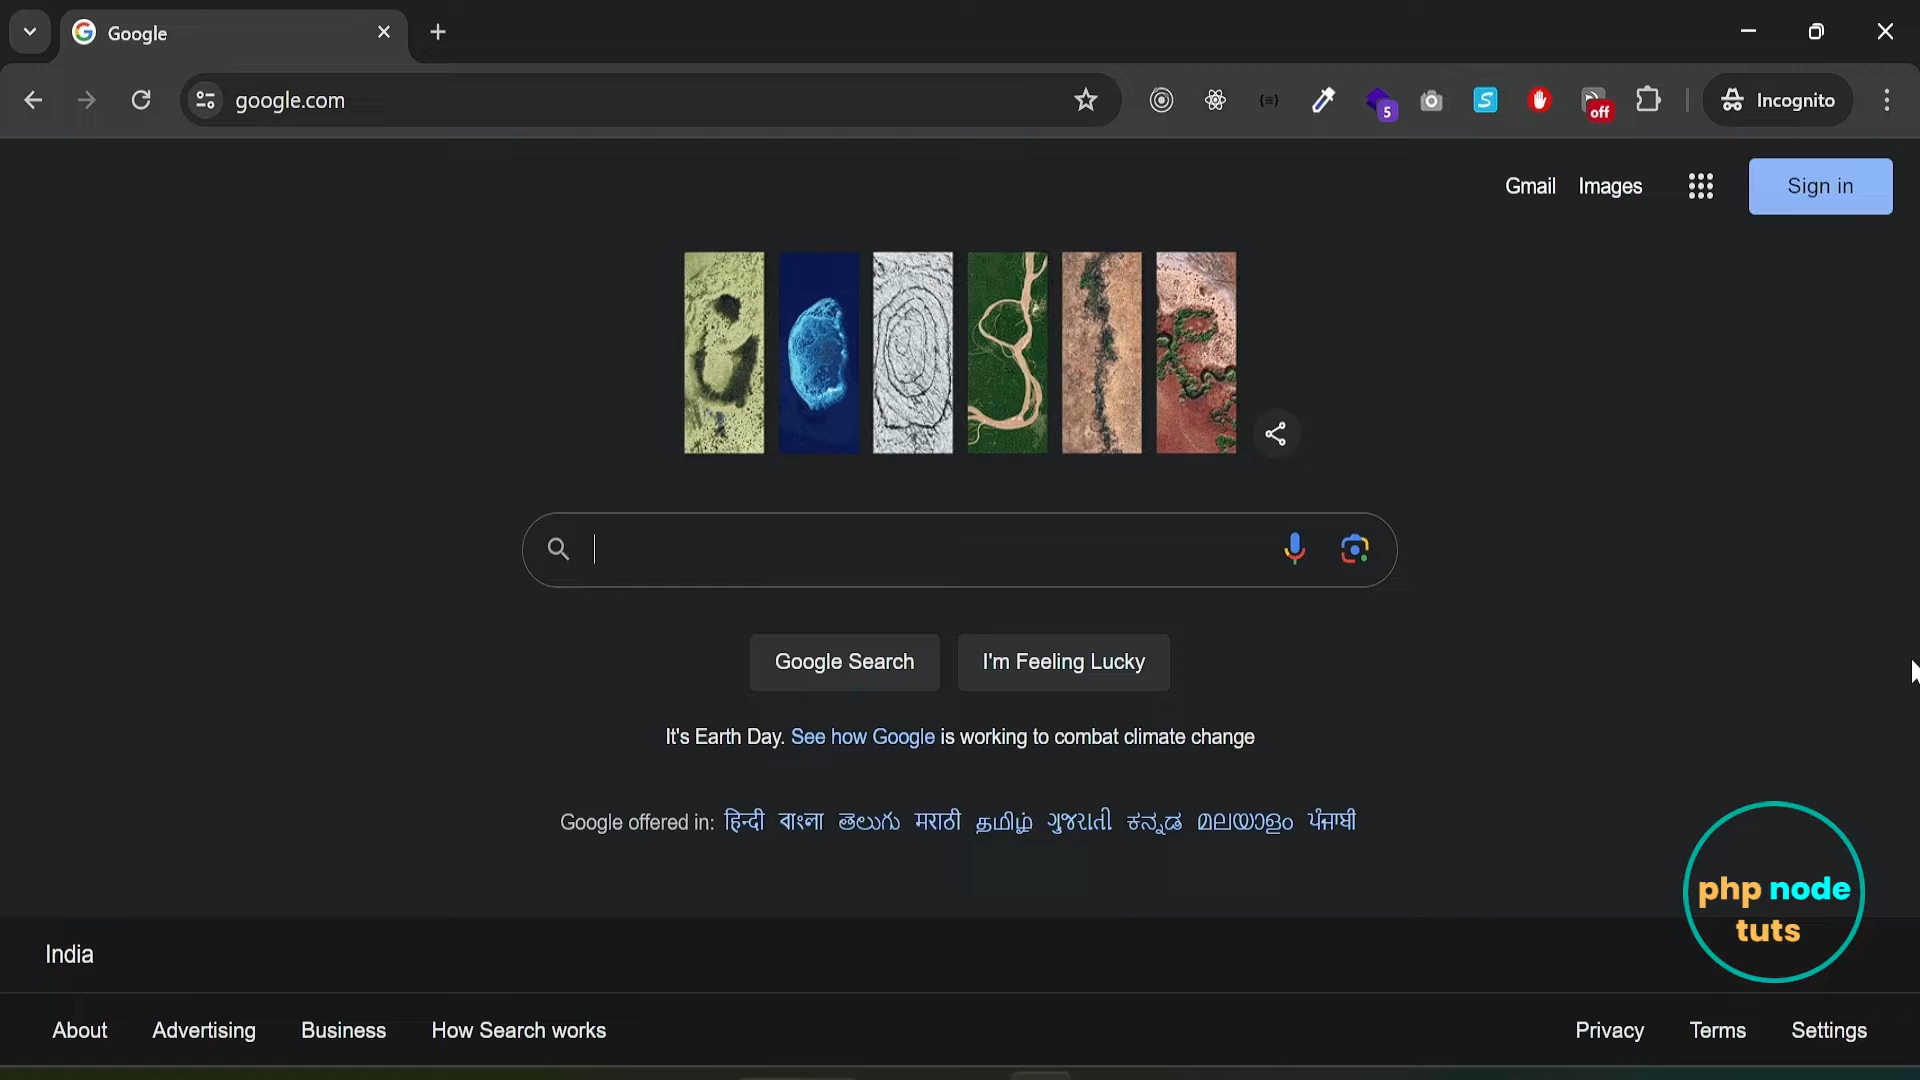 Google
google.com
5
S
off
Incognito
Gmail Images
Sign in
Google Search
I'm Feeling Lucky
It's Earth Day. See how Google is working to combat climate change
Google offered in: हिन्दी বাংলা తెలుగు मराठी தமிழ் ગુજરાતી ಕನ್ನಡ മലയാളം ਪੰਜਾਬੀ
php node
tuts
India
About Advertising Business How Search works
Privacy Terms Settings